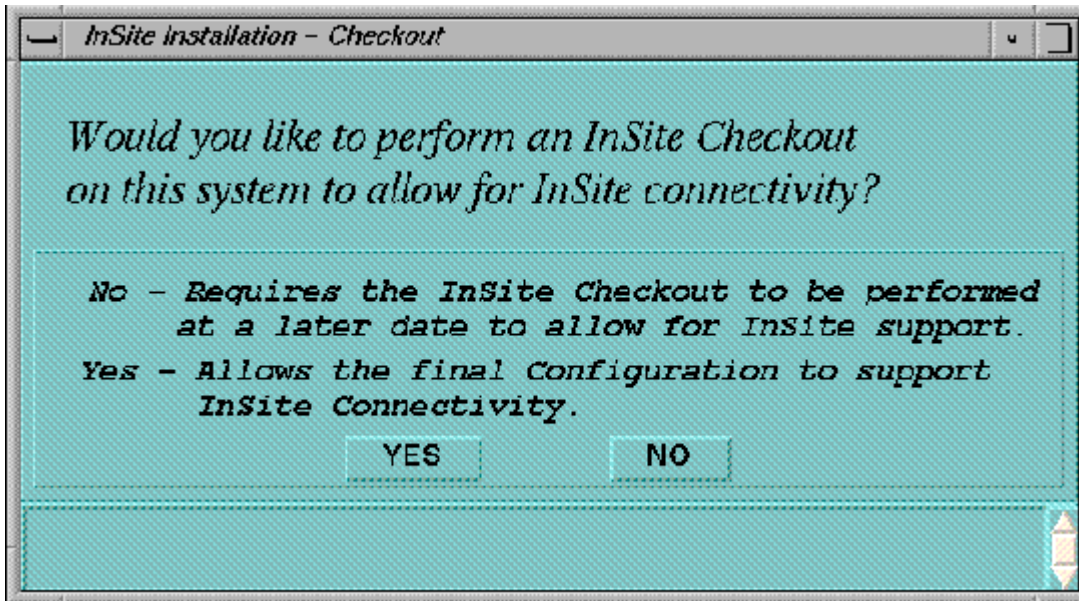 InSite Installation – Checkout
Would you like to perform an InSite Checkout
on this system to allow for InSite connectivity?
No – Requires the InSite Checkout to be performed
at a later date to allow for InSite support.
Yes – Allows the final Configuration to support
InSite Connectivity.
YES NO